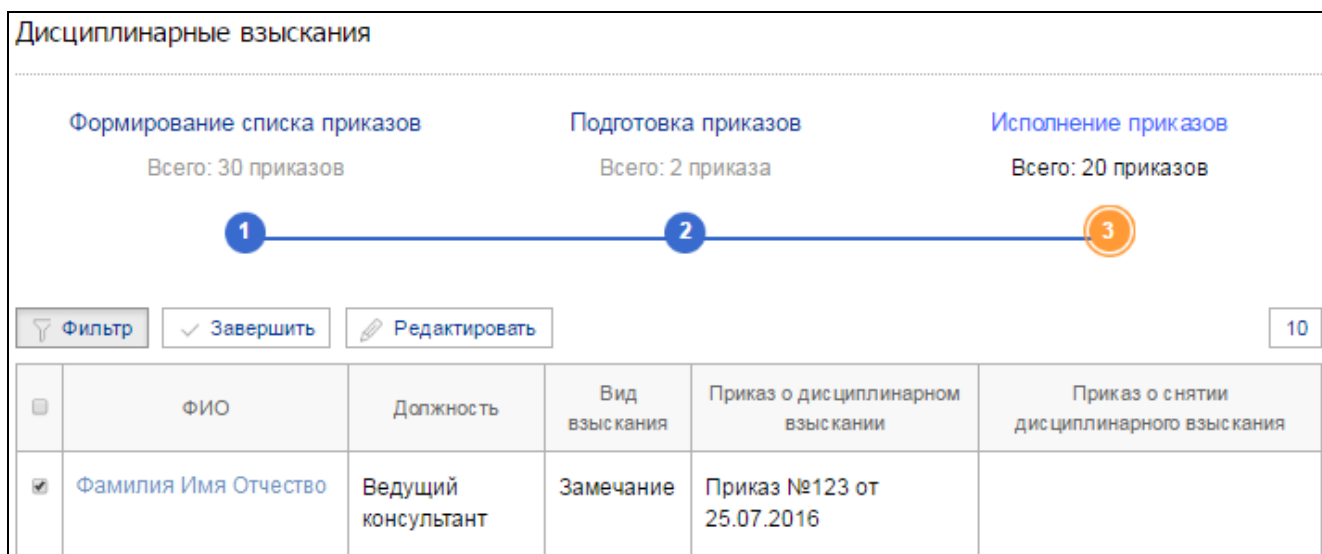 Дисциплинарные взыскания
Формирование списка приказов
Подготовка приказов
Исполнение приказов
Всего: 30 приказов
Всего: 2 приказа
Всего: 20 приказов
1
2
3
Фильтр
Завершить
Редактировать
10
ФИО
Должность
Вид
взыскания
Приказ о дисциплинарном
взыскании
Приказ о снятии
дисциплинарного взыскания
Фамилия Имя Отчество
Ведущий
консультант
Замечание
Приказ №123 от
25.07.2016